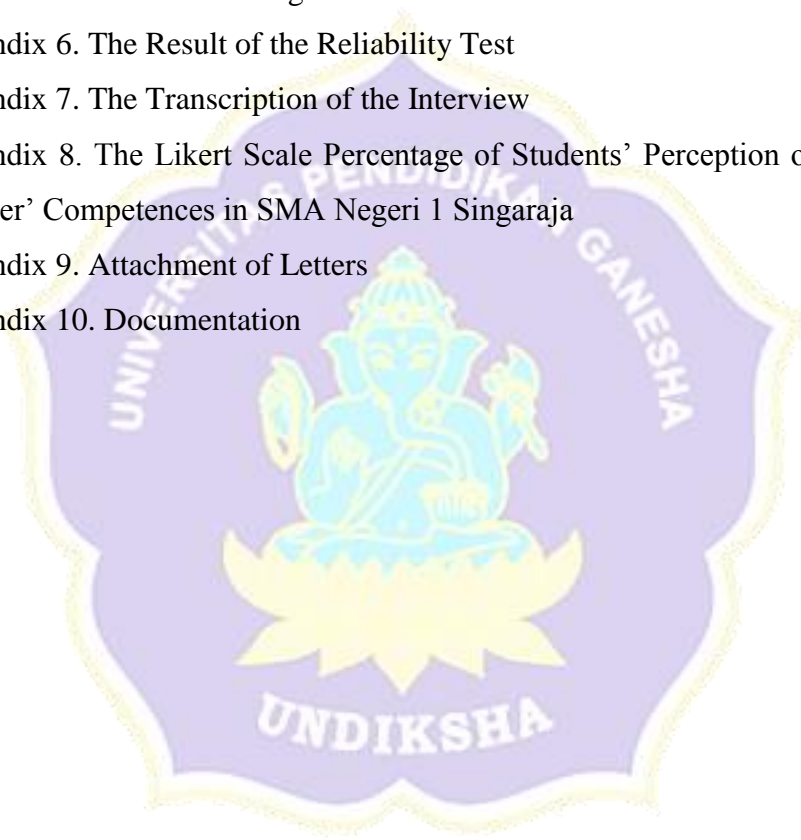 ndix 6. The Result of the Reliability Test
ndix 7. The Transcription of the Interview
ndix 8. The Likert Scale Percentage of Students’ Perception o
er’ Competences in SMA Negeri 1 Singaraja
ndix 9. Attachment of Letters
ndix 10. Documentation
UNIVERSITAS PENDIDIKAN GANESHA
UNDIKSHA